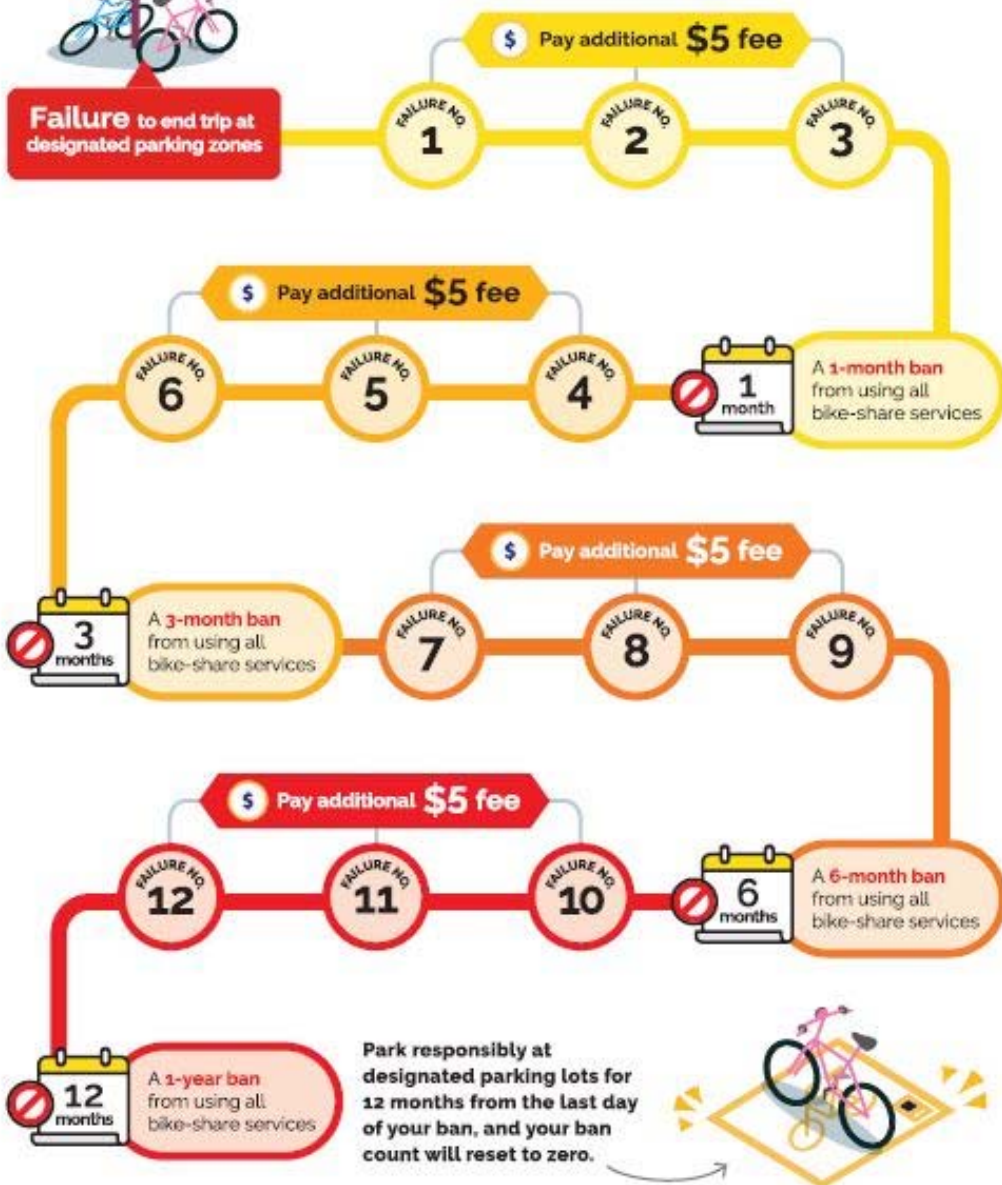 Failure to end trip at
designated parking zones
$ Pay additional $5 fee
FAILURE NO.
1
FAILURE NO.
2
FAILURE NO.
3
A 1-month ban
from using all
bike-share services
1
month
$ Pay additional $5 fee
FAILURE NO.
4
FAILURE NO.
5
FAILURE NO.
6
3
months
A 3-month ban
from using all
bike-share services
$ Pay additional $5 fee
FAILURE NO.
7
FAILURE NO.
8
FAILURE NO.
9
A 6-month ban
from using all
bike-share services
6
months
$ Pay additional $5 fee
FAILURE NO.
10
FAILURE NO.
11
FAILURE NO.
12
12
months
A 1-year ban
from using all
bike-share services
Park responsibly at
designated parking lots for
12 months from the last day
of your ban, and your ban
count will reset to zero.